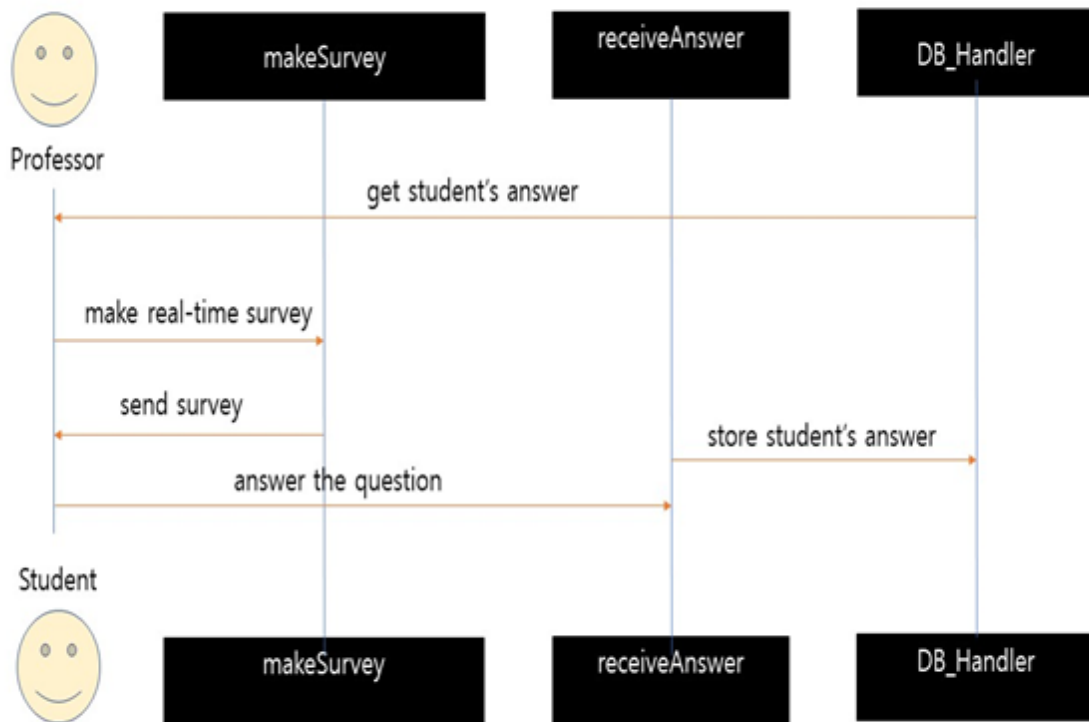 makeSurvey
receiveAnswer
DB_Handler
Professor
get student's answer
make real-time survey
send survey
store student's answer
answer the question
Student
makeSurvey
receiveAnswer
DB_Handler